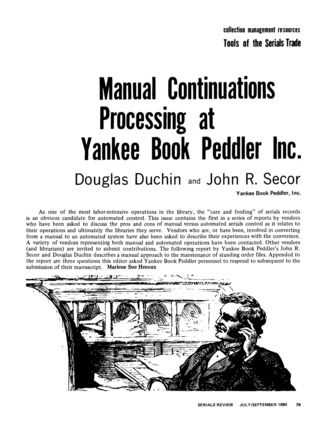 collection management resources
Tools of the Serials Trade
Manual Continuations
Processing at
Yankee Book Peddler Inc.
Douglas Duchin and John R. Secor
Yankee Book Peddler, Inc.
As one of the most labor-intensive operations in the library, the "care and feeding" of serials records
is an obvious candidate for automated control. This issue contains the first in a series of reports by vendors
who have been asked to discuss the pros and cons of manual versus automated serials control as it relates to
their operations and ultimately the libraries they serve. Vendors who are, or have been, involved in converting
from a manual to an automated system have also been asked to describe their experiences with the conversion.
A variety of vendors representing both manual and automated operations have been contacted. Other vendors
(and librarians) are invited to submit contributions. The following report by Yankee Book Peddler's John R.
Secor and Douglas Duchin describes a manual approach to the maintenance of standing order files. Appended to
the report are three questions this editor asked Yankee Book Peddler personnel to respond to subsequent to the
submission of their manuscript. Marlene Sue Heroux
SERIALS REVIEW JULY/SEPTEMBER 1980 79